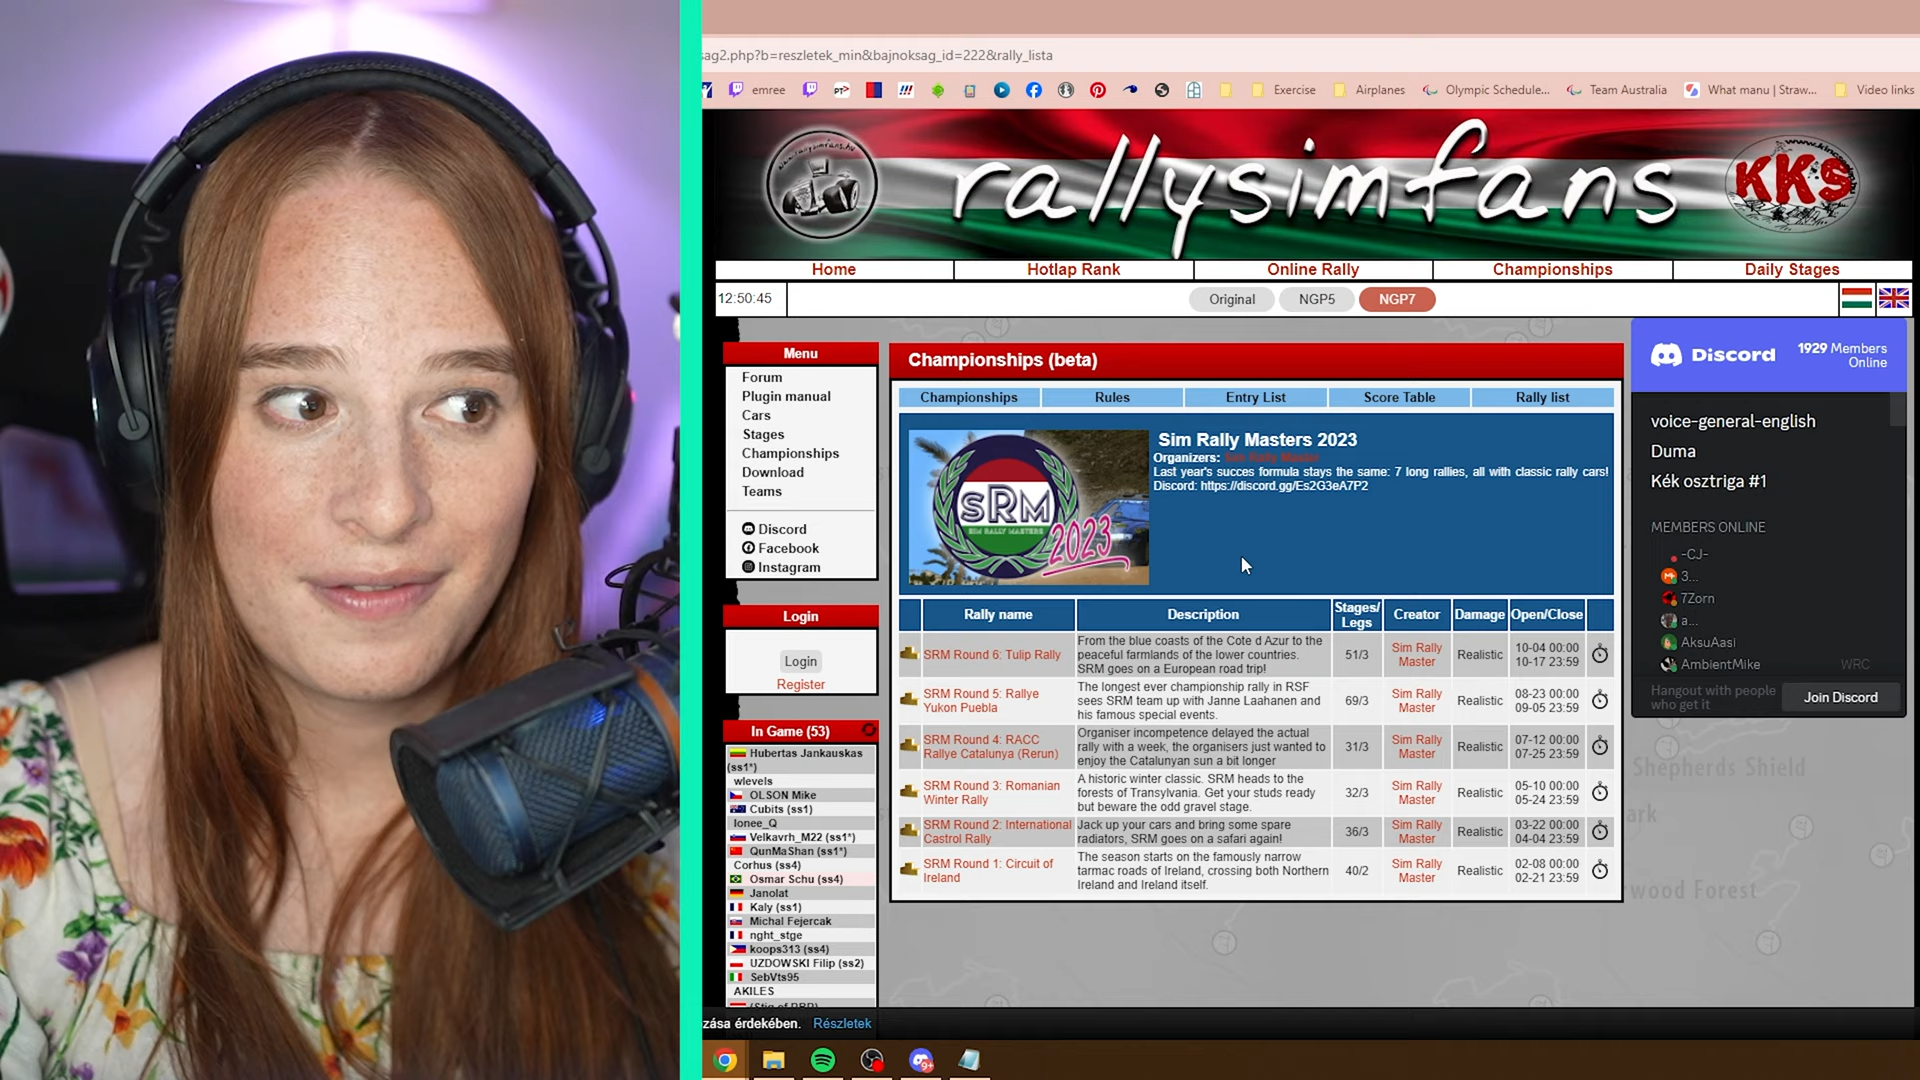 sag2.php?b=reszletek_min&bajnoksag_id=222&rally_lista
emree
Exercise
Airplanes
Olympic Schedule...
Team Australia
What manu | Straw...
Video links
rallysimfans
KKS
Home
Hotlap Rank
Online Rally
Championships
Daily Stages
12:50:45
Original
NGP5
NGP7
Menu
Forum
Plugin manual
Cars
Stages
Championships
Download
Teams
Discord
Facebook
Instagram
Login
Login
Register
In Game (53)
Hubertas Jankauskas
(ss1*)
wlevels
OLSON Mike
Cubits (ss1)
lonee_Q
Velkavrh_M22 (ss1*)
QunMaShan (ss1*)
Corhus (ss4)
Osmar Schu (ss4)
Janolat
Kaly (ss1)
Michal Fejercak
nght_stge
koops313 (ss4)
UZDOWSKI Filip (ss2)
SebVts95
AKILES
Championships (beta)
Championships
Rules
Entry List
Score Table
Rally list
SRM
SIM RALLY MASTERS
2023
Sim Rally Masters 2023
Organizers: Sim Rally Master
Last year's succes formula stays the same: 7 long rallies, all with classic rally cars!
Discord: https://discord.gg/Es2G3eA7P2
Rally name
Description
Stages/
Legs
Creator
Damage
Open/Close
SRM Round 6: Tulip Rally
From the blue coasts of the Cote d Azur to the
peaceful farmlands of the lower countries.
SRM goes on a European road trip!
51/3
Sim Rally
Master
Realistic
10-04 00:00
10-17 23:59
SRM Round 5: Rallye
Yukon Puebla
The longest ever championship rally in RSF
sees SRM team up with Janne Laahanen and
his famous special events.
69/3
Sim Rally
Master
Realistic
08-23 00:00
09-05 23:59
SRM Round 4: RACC
Rallye Catalunya (Rerun)
Organiser incompetence delayed the actual
rally with a week, the organisers just wanted to
enjoy the Catalunyan sun a bit longer
31/3
Sim Rally
Master
Realistic
07-12 00:00
07-25 23:59
SRM Round 3: Romanian
Winter Rally
A historic winter classic. SRM heads to the
forests of Transylvania. Get your studs ready
but beware the odd gravel stage.
32/3
Sim Rally
Master
Realistic
05-10 00:00
05-24 23:59
SRM Round 2: International
Castrol Rally
Jack up your cars and bring some spare
radiators, SRM goes on a safari again!
36/3
Sim Rally
Master
Realistic
03-22 00:00
04-04 23:59
SRM Round 1: Circuit of
Ireland
The season starts on the famously narrow
tarmac roads of Ireland, crossing both Northern
Ireland and Ireland itself.
40/2
Sim Rally
Master
Realistic
02-08 00:00
02-21 23:59
Discord
1929 Members
Online
voice-general-english
Duma
Kék osztriga #1
MEMBERS ONLINE
-CJ-
3...
7Zorn
a...
AksuAasi
AmbientMike
WRC
Hangout with people
who get it
Join Discord
Shepherds Shield
ark
wood Forest
zása érdekében. Részletek
9+